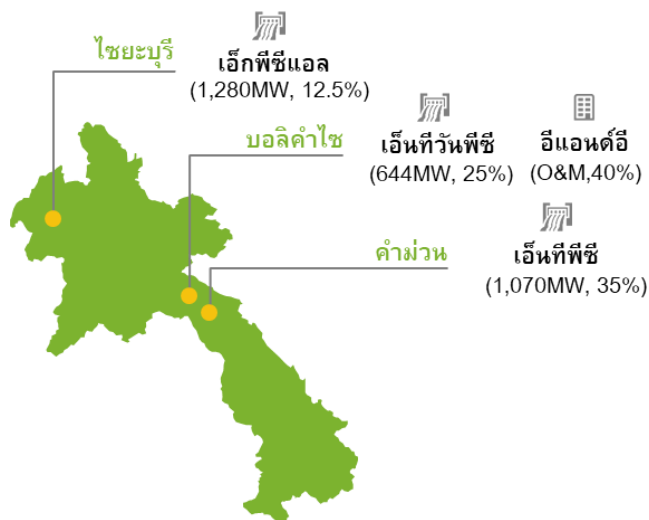 ไซยะบุรี
เอ็กพีซีแอล
(1,280MW, 12.5%)
บอลิคำไซ
เอ็นทีวันพีซี
(644MW, 25%)
อีแอนด์อี
(O&M,40%)
คำม่วน
เอ็นทีพีซี
(1,070MW, 35%)